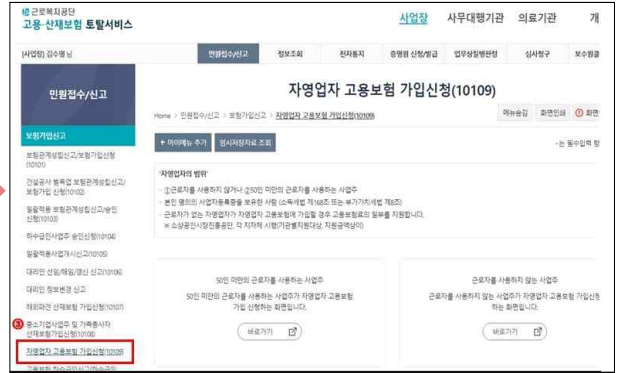 근로복지공단
고용·산재보험 토탈서비스
사업장 사무대행기관 의료기관 개
[사업장] 김수명 님
민원접수/신고 정보조회 전자통지 증명원 신청/발급 업무상질병판정 심사청구 보수총괄
민원접수/신고
자영업자 고용보험 가입신청(10109)
Home > 민원접수/신고 > 보험가입신고 > 자영업자 고용보험 가입신청(10109)
메뉴숨김 화면인쇄 화면
보험가입신고
+ 마이메뉴 추가 임시저장자료 조회
-는 필수입력 항
보험관계성립신고/보험가입신청
(10101)
건설공사 별목업 보험관계성립신고/
보험가입 신청(10102)
일괄적용 보험관계성립신고/승인
신청(10103)
하수급인사업주 승인신청(10104)
일괄적용사업개시신고(10105)
대리인 선임/해임/갱신 신고(10106)
대리인 정보변경 신고
해외파견 산재보험 가입신청(10107)
3
중소기업사업주 및 가족종사자
산재보험가입신청(10108)
자영업자 고용보험 가입신청(10109)
고용보험 하수급인신고/하수급인
'자영업자의 범위'
- ①근로자를 사용하지 않거나 ②50인 미만의 근로자를 사용하는 사업주
- 본인 명의의 사업자등록증을 보유한 사람 (소득세법 제168조 또는 부가가치세법 제8조)
- 근로자가 없는 자영업자가 자영업자 고용보험에 가입할 경우 고용보험료의 일부를 지원합니다.
※ 소상공인시장진흥공단, 각 지자체 시행(기관별지원대상, 지원금액상이)
50인 미만의 근로자를 사용하는 사업주
50인 미만의 근로자를 사용하는 사업주가 자영업자 고용보험
가입 신청하는 화면입니다.
바로가기
근로자를 사용하지 않는 사업주
근로자를 사용하지 않는 사업주가 자영업자 고용보험 가입신청
하는 화면입니다.
바로가기